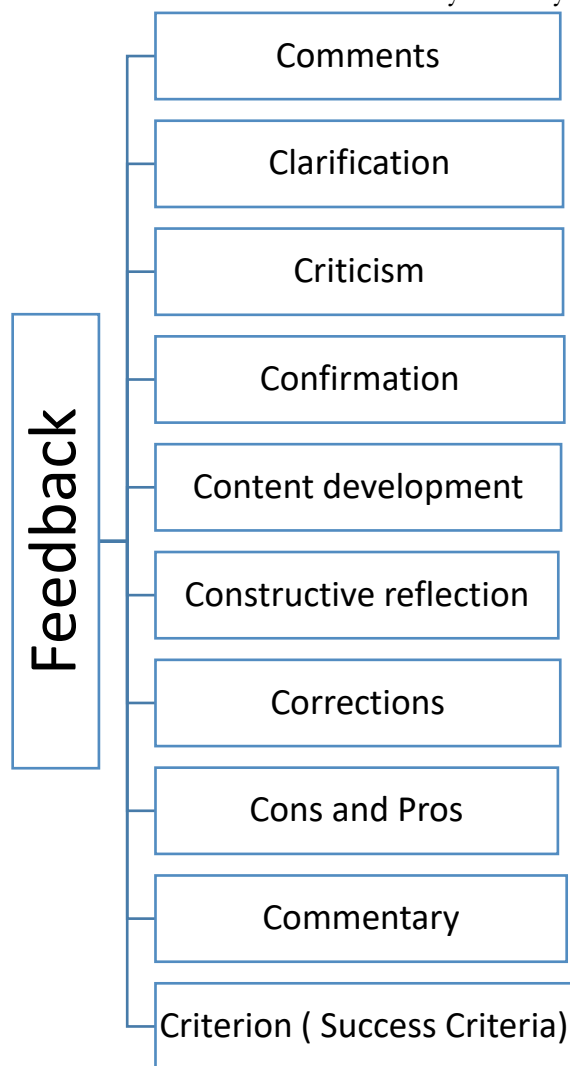 Comments
Clarification
Criticism
Confirmation
Content development
Constructive reflection
Corrections
Cons and Pros
Commentary
Criterion ( Success Criteria)
Feedback